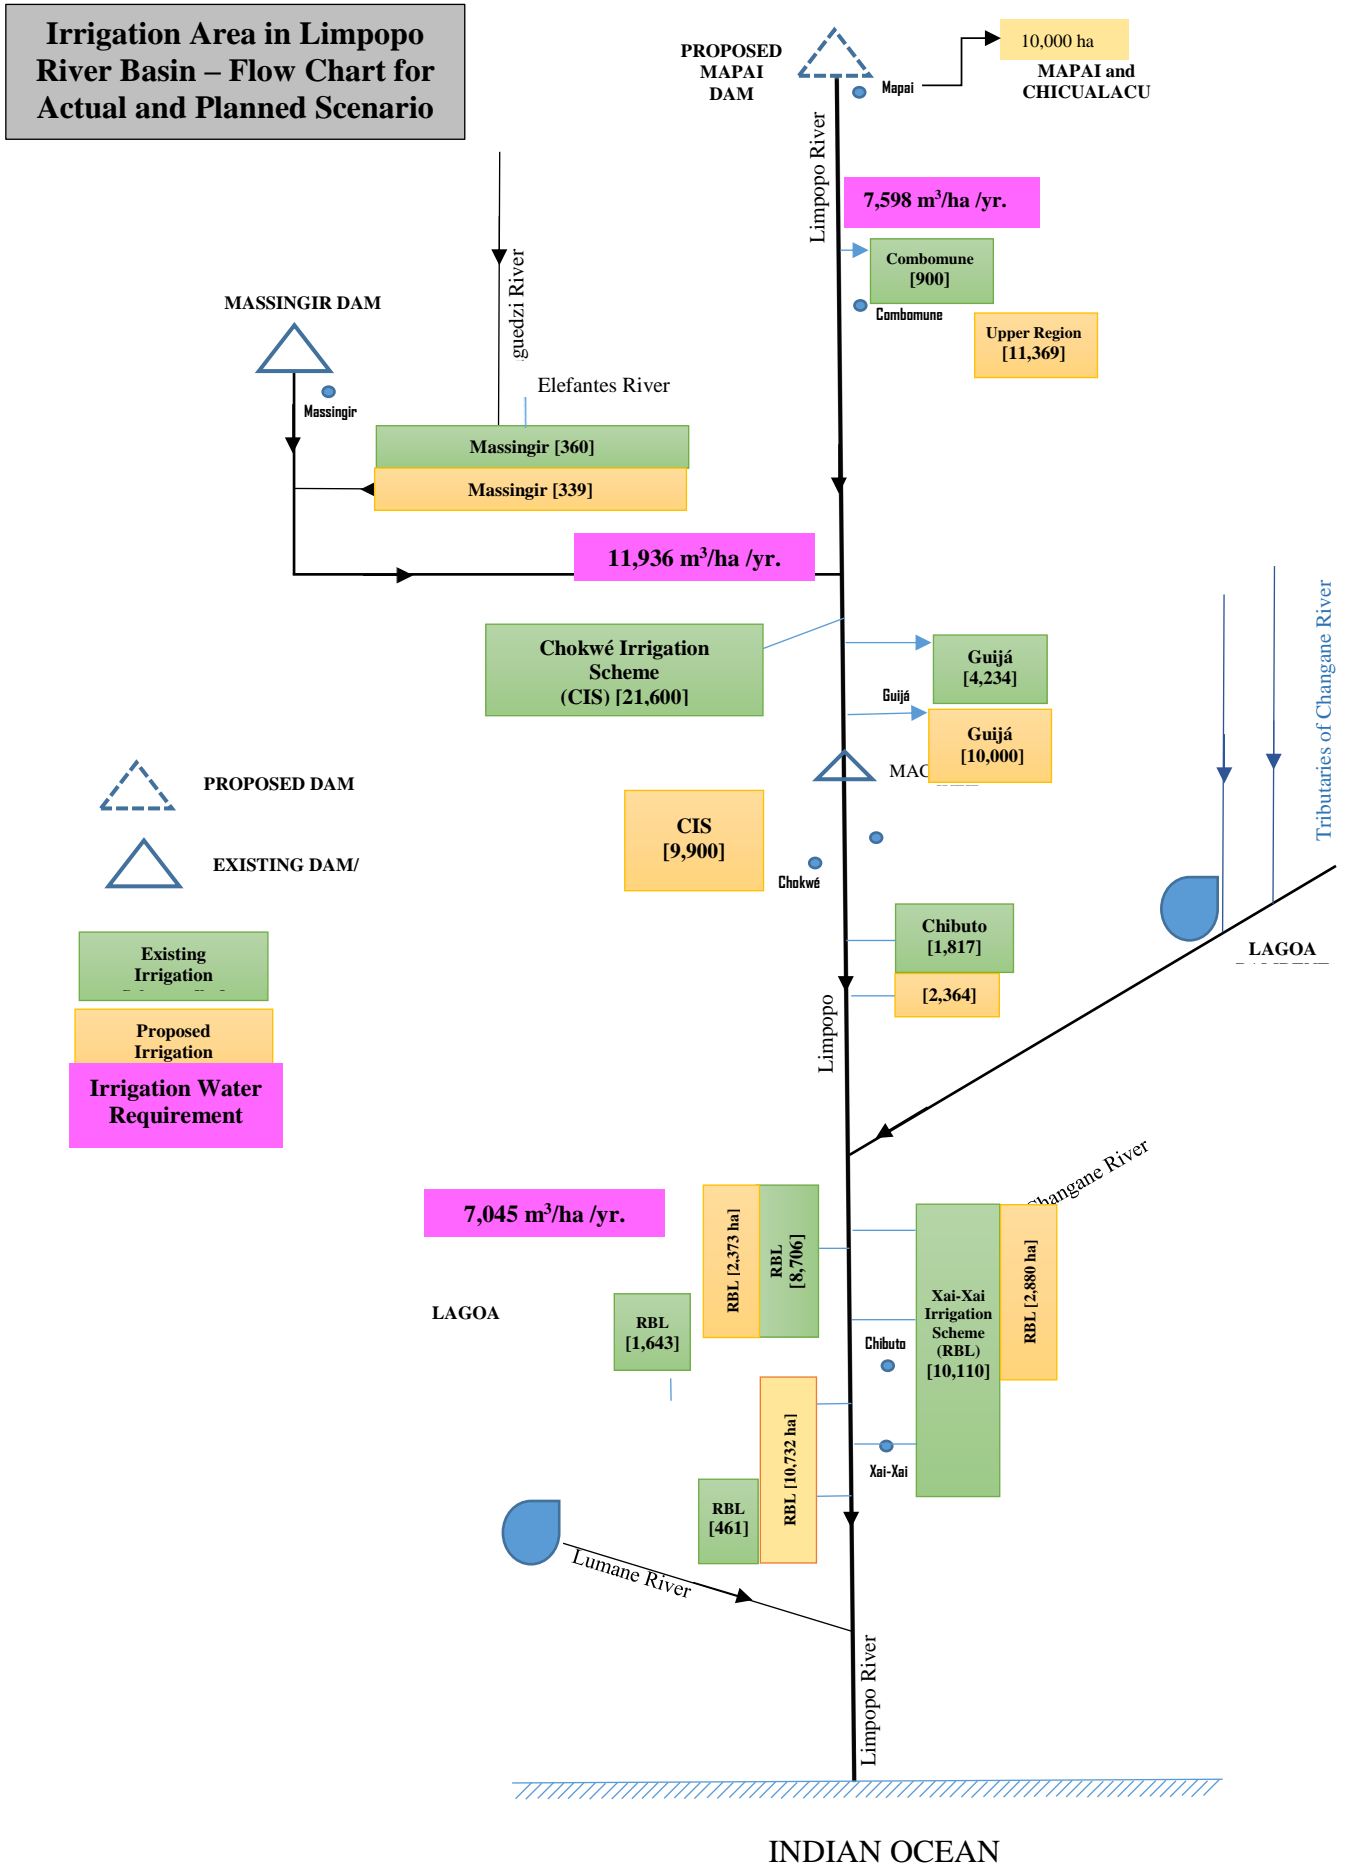 Irrigation Area in Limpopo
River Basin – Flow Chart for
Actual and Planned Scenario
PROPOSED
MAPAI
DAM
Mapai
10,000 ha
MAPAI and
CHICUALACU
Limpopo River
7,598 m³/ha /yr.
Combomune
[900]
Combomune
Upper Region
[11,369]
guedzi River
MASSINGIR DAM
Massingir
Elefantes River
Massingir [360]
Massingir [339]
11,936 m³/ha /yr.
Chokwé Irrigation
Scheme
(CIS) [21,600]
Guijá
[4,234]
Guijá
Guijá
[10,000]
Tributaries of Changane River
PROPOSED DAM
EXISTING DAM/
CIS
[9,900]
Chokwé
Chibuto
[1,817]
[2,364]
LAGOA
Existing
Irrigation
Proposed
Irrigation
Irrigation Water
Requirement
Limpopo
Changane River
7,045 m³/ha /yr.
LAGOA
RBL [2,373 ha]
RBL
[8,706]
RBL
[1,643]
Xai-Xai
Irrigation
Scheme
(RBL)
[10,110]
RBL [2,880 ha]
Chibuto
RBL [10,732 ha]
Xai-Xai
RBL
[461]
Lumane River
Limpopo River
INDIAN OCEAN